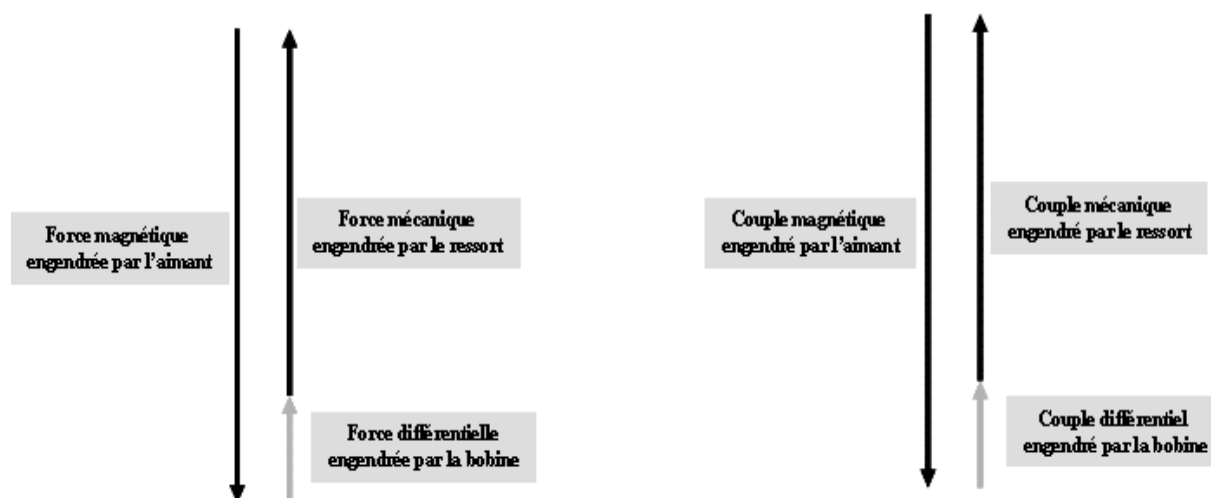 Force magnétique
engendrée par l'aimant
Force mécanique
engendrée par le ressort
Force différentielle
engendrée par la bobine
Couple magnétique
engendré par l'aimant
Couple mécanique
engendré par le ressort
Couple différentiel
engendré par la bobine